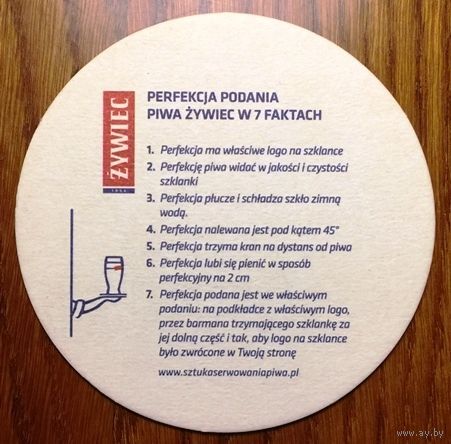 ŻYWIEC
PERFEKCJA PODANIA
PIWA ŻYWIEC W 7 FAKTACH
1. Perfekcja ma właściwe logo na szklance
2. Perfekcję piwa widać w jakości i czystości
szklanki
3. Perfekcja płucze i schładza szkło zimną
wodą.
4. Perfekcja nalewana jest pod kątem 45°
5. Perfekcja trzyma kran na dystans od piwa
6. Perfekcja lubi się pienić w sposób
perfekcyjny na 2 cm
7. Perfekcja podana jest we właściwym
podaniu: na podkładce z właściwym logo,
przez barmana trzymającego szklankę za
jej dolną część i tak, aby logo na szklance
było zwrócone w Twoją stronę
www.sztukaserwowaniapiwa.pl
www.ay.by